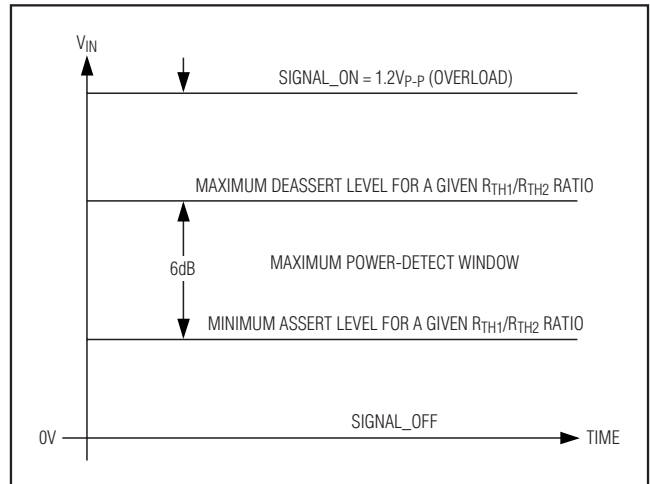 VIN
SIGNAL_ON = 1.2VP-P (OVERLOAD)
MAXIMUM DEASSERT LEVEL FOR A GIVEN RTH1/RTH2 RATIO
6dB
MAXIMUM POWER-DETECT WINDOW
MINIMUM ASSERT LEVEL FOR A GIVEN RTH1/RTH2 RATIO
SIGNAL_OFF
0V
TIME